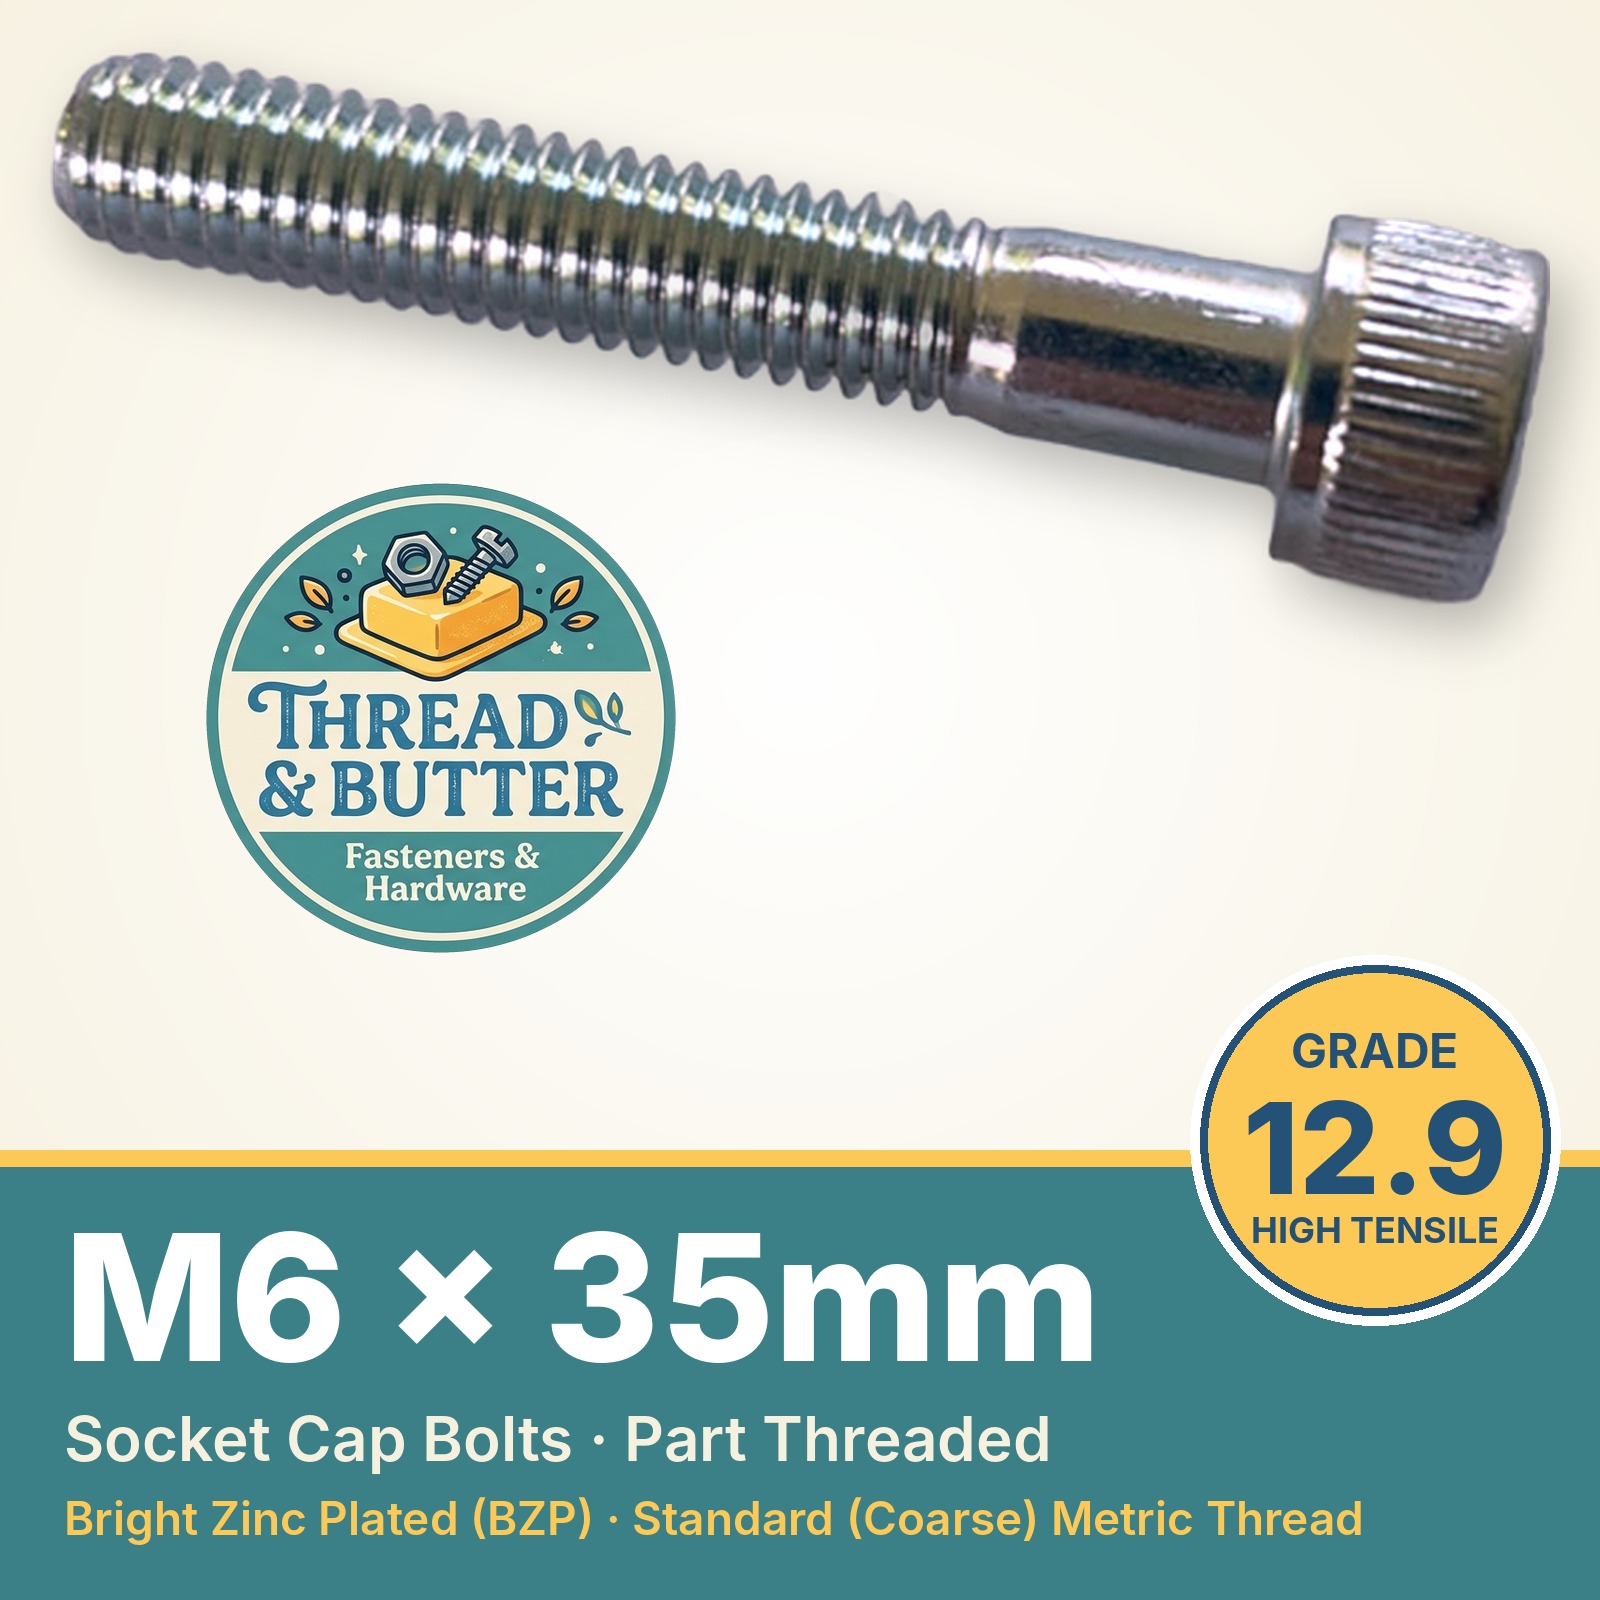 THREAD
& BUTTER
Fasteners &
Hardware
GRADE
12.9
HIGH TENSILE
M6 × 35mm
Socket Cap Bolts · Part Threaded
Bright Zinc Plated (BZP) · Standard (Coarse) Metric Thread